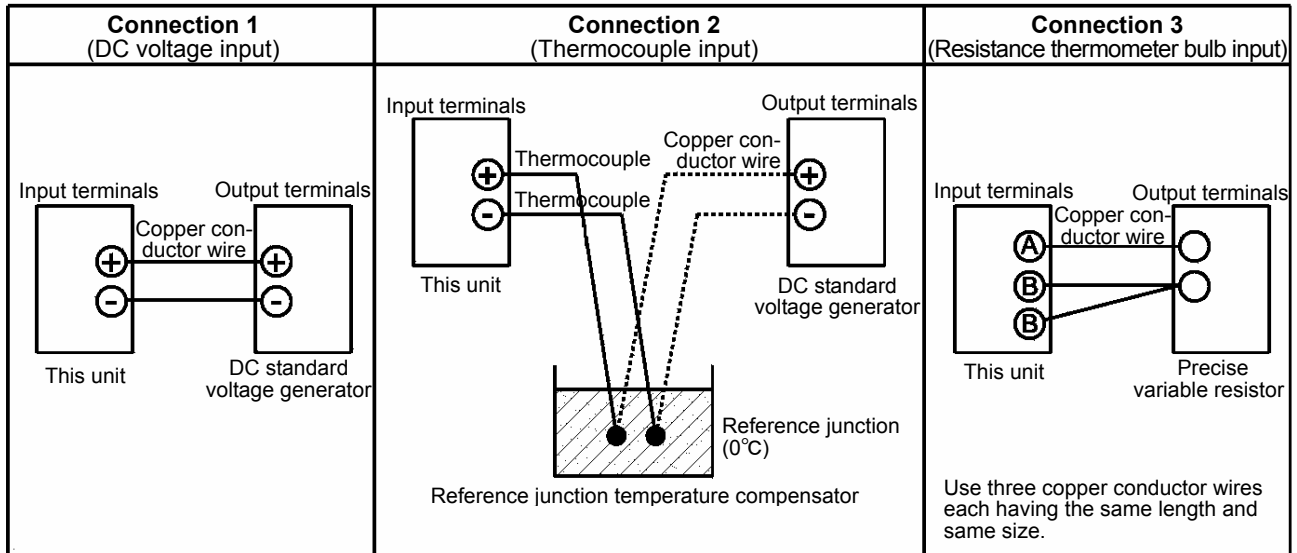 Connection 1
(DC voltage input)
Input terminals
Output terminals
Copper con-
ductor wire
+
+
-
-
This unit
DC standard
voltage generator
Connection 2
(Thermocouple input)
Input terminals
Output terminals
Thermocouple
Copper con-
ductor wire
+
+
Thermocouple
-
-
This unit
DC standard
voltage generator
Reference junction
(0°C)
Reference junction temperature compensator
Connection 3
(Resistance thermometer bulb input)
Input terminals
Output terminals
Copper con-
ductor wire
A
B
B
This unit
Precise
variable resistor
Use three copper conductor wires
each having the same length and
same size.